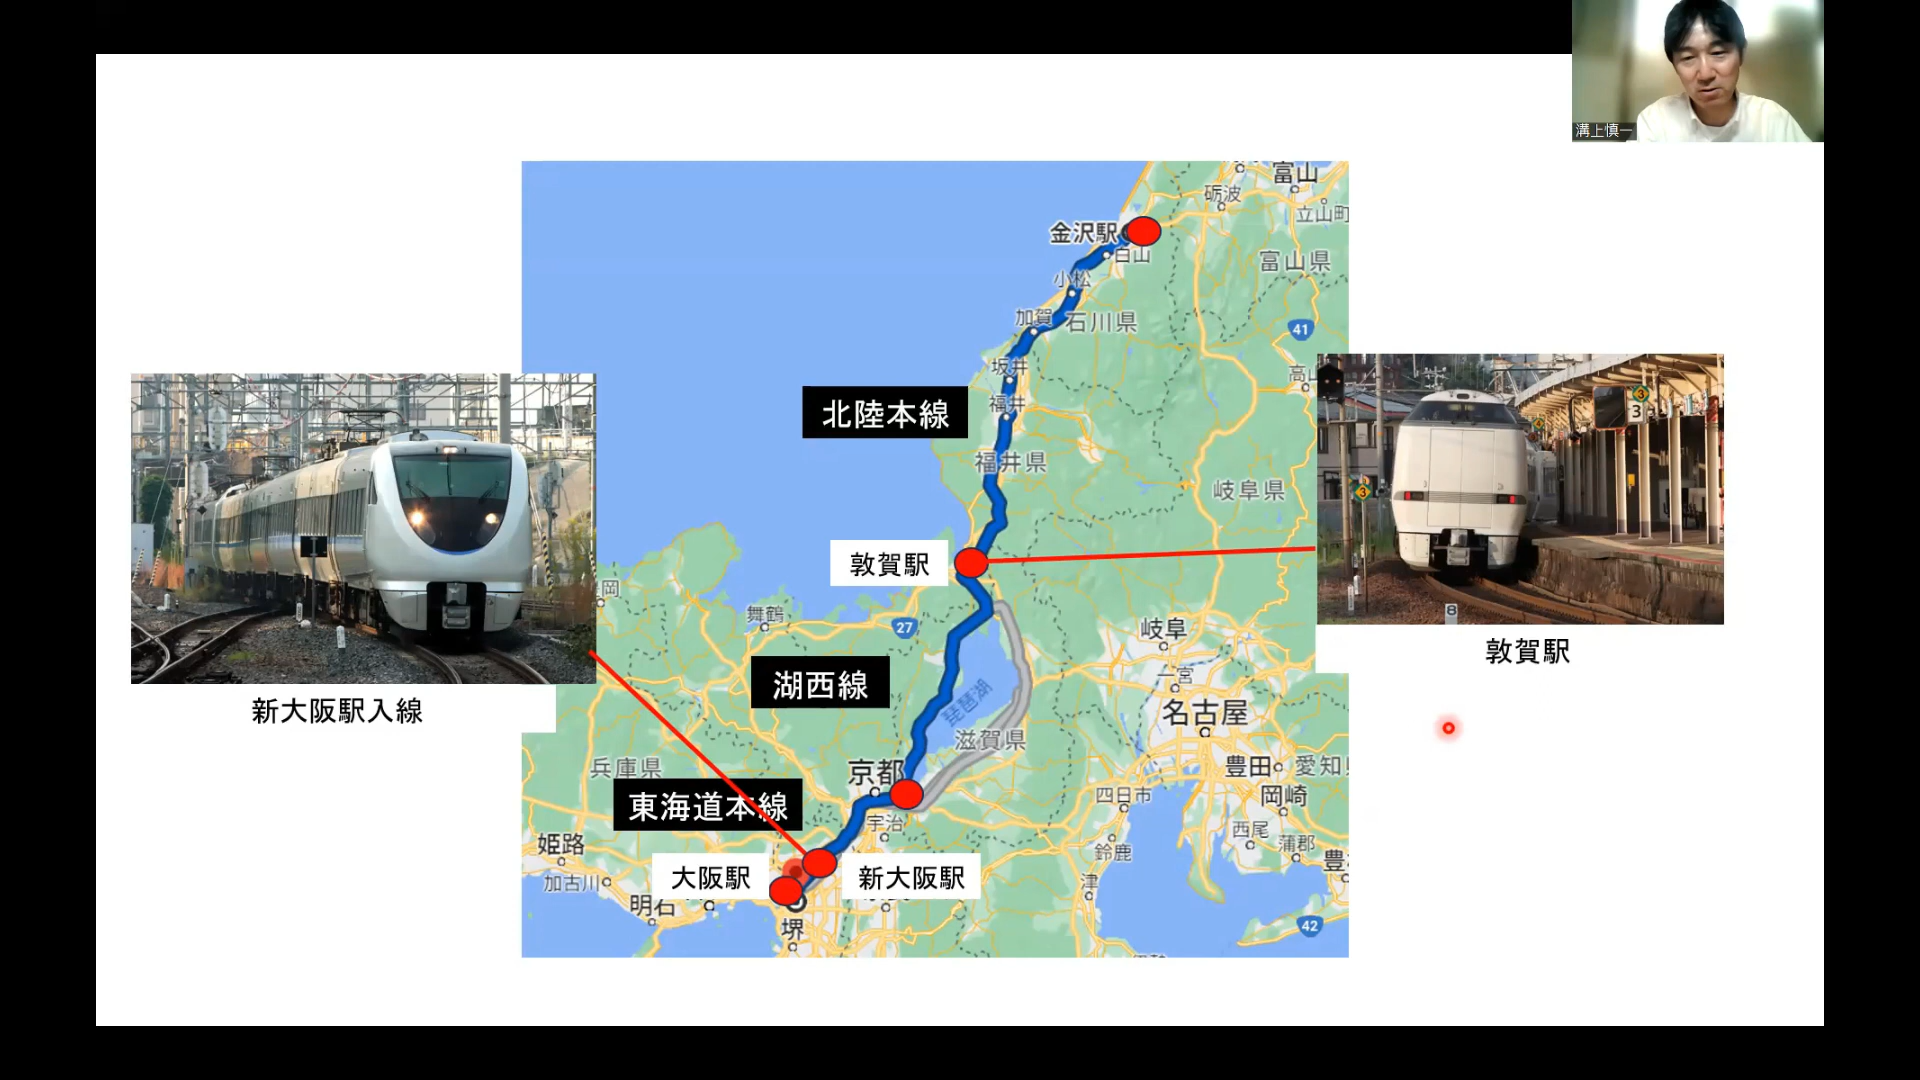 溝上慎一
富山
砺波
立山町
金沢駅
白山
富山県
小松
加賀
石川県
41
坂井
高山
3
3
北陸本線
福井
福井県
岐阜県
敦賀駅
岡
舞鶴
27
8
岐阜
敦賀駅
一宮
湖西線
琵琶湖
新大阪駅入線
名古屋
滋賀県
兵庫県
京都
豊田
愛知県
東海道本線
四日市
岡崎
宇治
西尾
蒲郡
姫路
鈴鹿
豊
大阪駅
新大阪駅
加古川
津
明石
堺
42